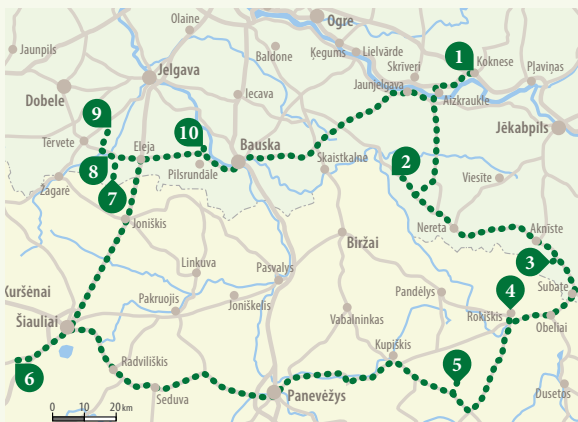 Olaine
Ogre
Jaunpils
Baldone
Ķegums
Lielvārde
Skrīveri
1
Koknese
Pļaviņas
Jelgava
Dobele
Iecava
Jaunjelgava
Aizkraukle
Jēkabpils
9
10
Tērvete
Eleja
Bauska
8
Pilsrundāle
Skaistkalne
2
Viesīte
Žagarė
7
Joniškis
Nereta
Aknīste
3
Biržai
Linkuva
Pasvalys
4
Subate
Kuršėnai
Pakruojis
Joniškėlis
Pandėlys
Rokiškis
Šiauliai
Vabalninkas
Obeliai
Kupiškis
6
Radviliškis
5
Šeduva
Panevėžys
Dusetos
0 10 20 km